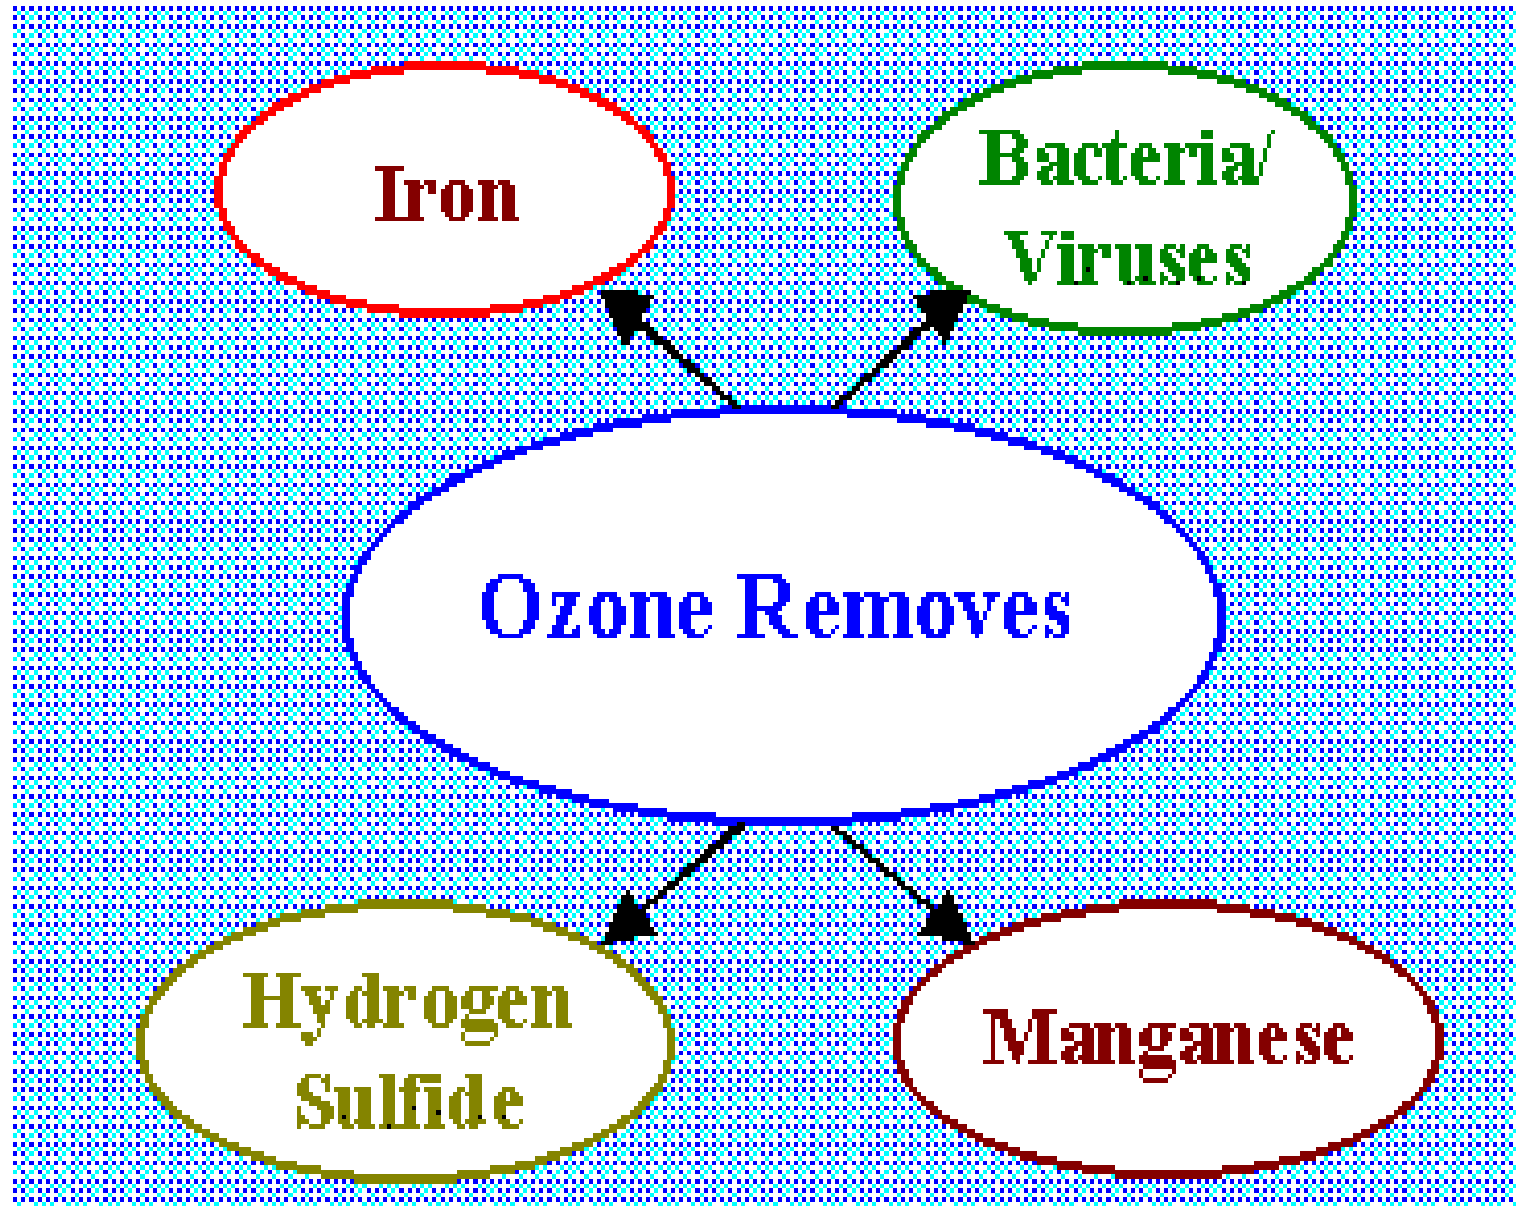 Iron
Bacteria/
Viruses
Ozone Removes
Hydrogen
Sulfide
Manganese